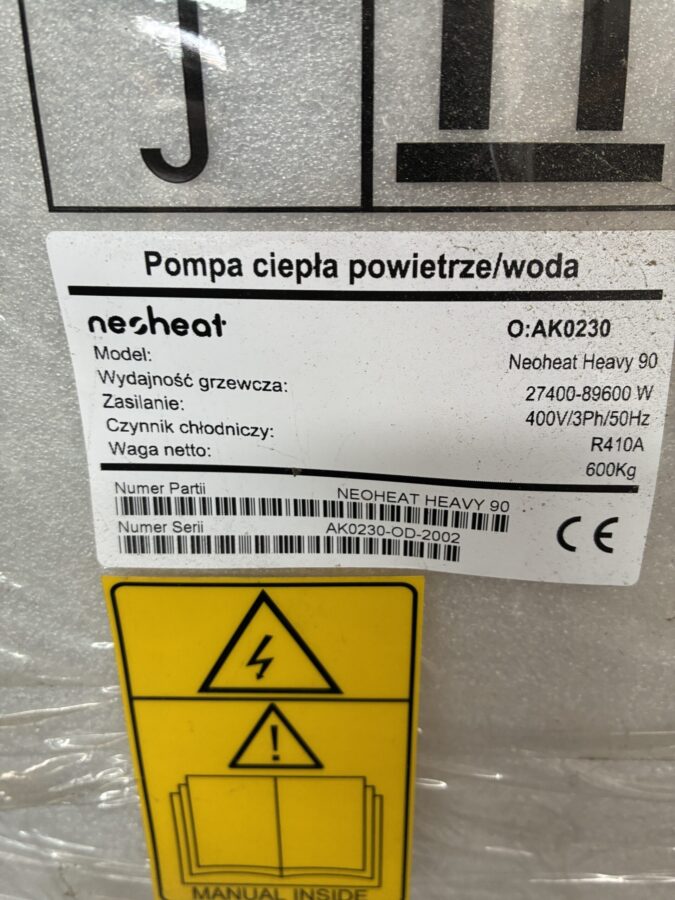 Pompa ciepła powietrze/woda
neoheat O:AK0230
Model: Neoheat Heavy 90
Wydajność grzewcza: 27400-89600 W
Zasilanie: 400V/3Ph/50Hz
Czynnik chłodniczy: R410A
Waga netto: 600Kg
Numer Partii NEOHEAT HEAVY 90
Numer Serii AK0230-OD-2002
CE
MANUAL INSIDE